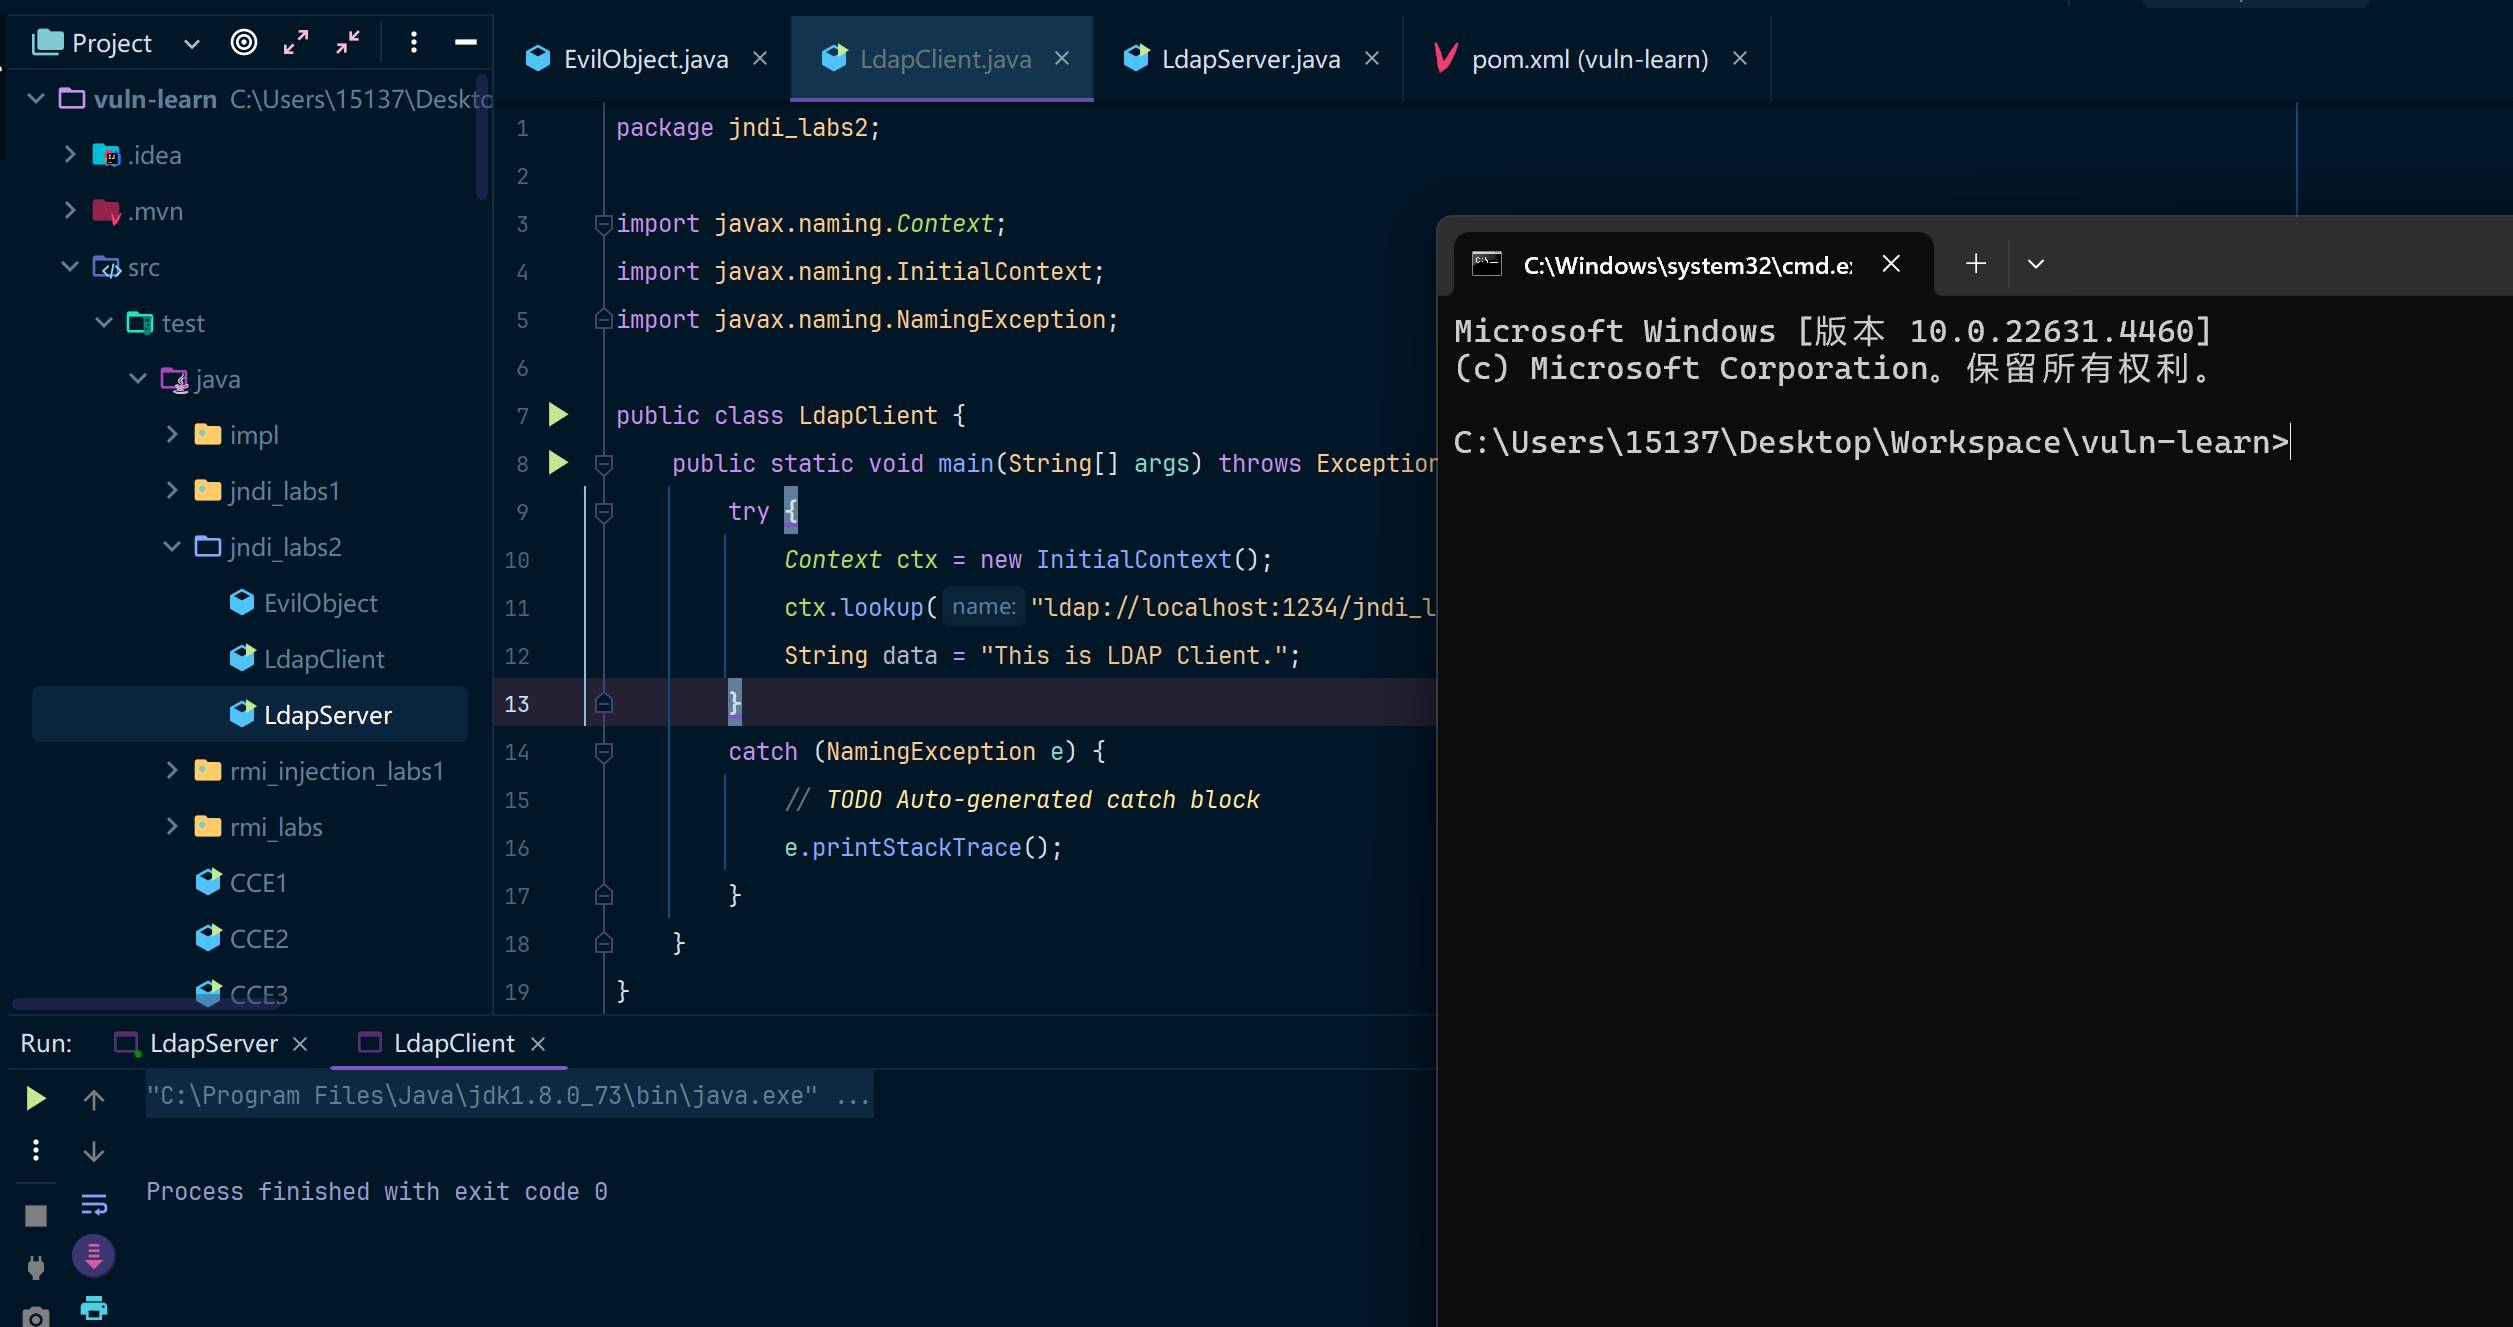 Project
EvilObject.java
LdapClient.java
LdapServer.java
pom.xml (vuln-learn)
vuln-learn C:\Users\15137\Deskto
.idea
.mvn
src
test
java
impl
jndi_labs1
jndi_labs2
EvilObject
LdapClient
LdapServer
rmi_injection_labs1
rmi_labs
CCE1
CCE2
CCE3
1 package jndi_labs2;
2
3 import javax.naming.Context;
4 import javax.naming.InitialContext;
5 import javax.naming.NamingException;
6
7 public class LdapClient {
8 public static void main(String[] args) throws Exception
9 try {
10 Context ctx = new InitialContext();
11 ctx.lookup( name: "ldap://localhost:1234/jndi_l
12 String data = "This is LDAP Client.";
13 }
14 catch (NamingException e) {
15 // TODO Auto-generated catch block
16 e.printStackTrace();
17 }
18 }
19 }
C:\Windows\system32\cmd.e
Microsoft Windows [版本 10.0.22631.4460]
(c) Microsoft Corporation。保留所有权利。
C:\Users\15137\Desktop\Workspace\vuln-learn>
Run: LdapServer LdapClient
"C:\Program Files\Java\jdk1.8.0_73\bin\java.exe" ...
Process finished with exit code 0